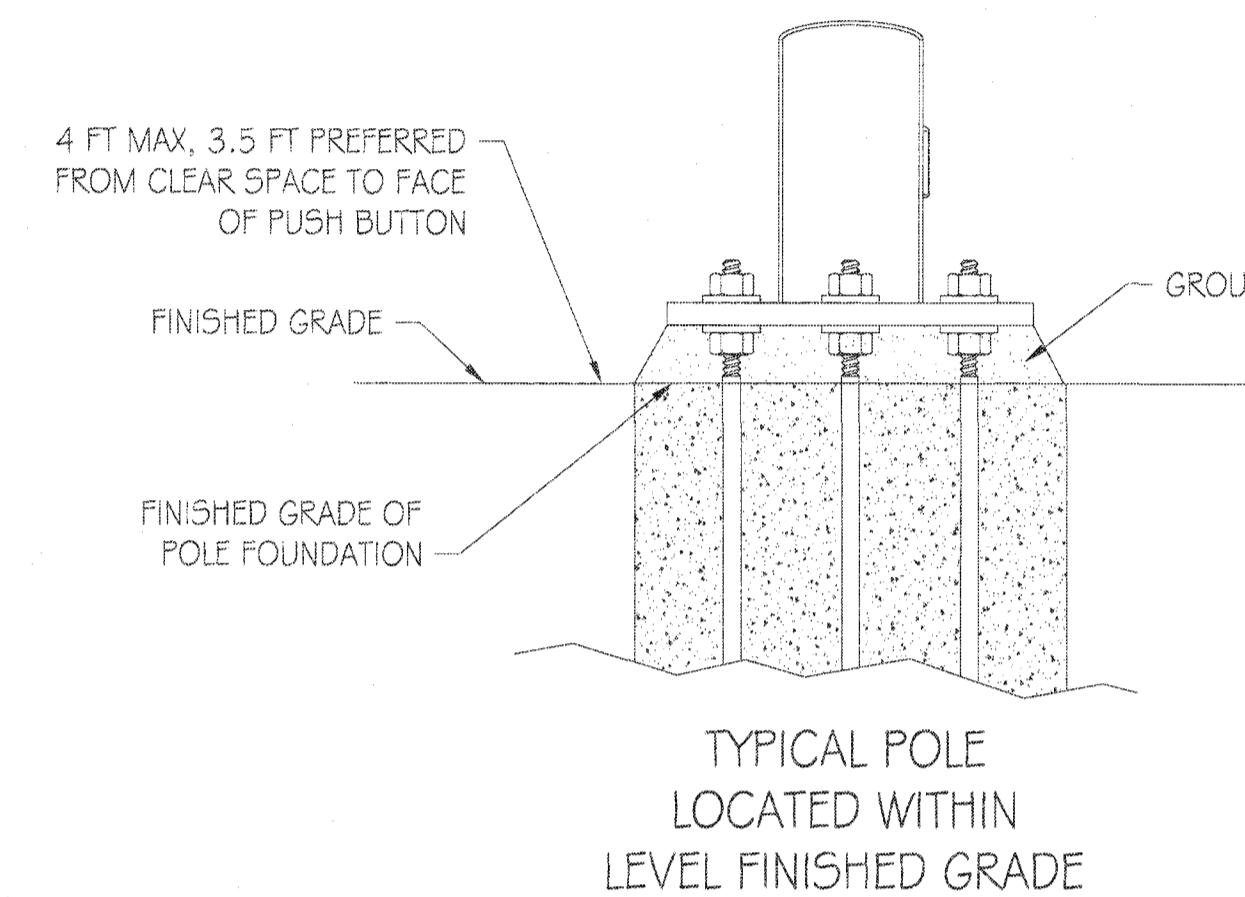 4 FT MAX, 3.5 FT PREFERRED
FROM CLEAR SPACE TO FACE
OF PUSH BUTTON
FINISHED GRADE
GROU
FINISHED GRADE OF
POLE FOUNDATION
TYPICAL POLE
LOCATED WITHIN
LEVEL FINISHED GRADE